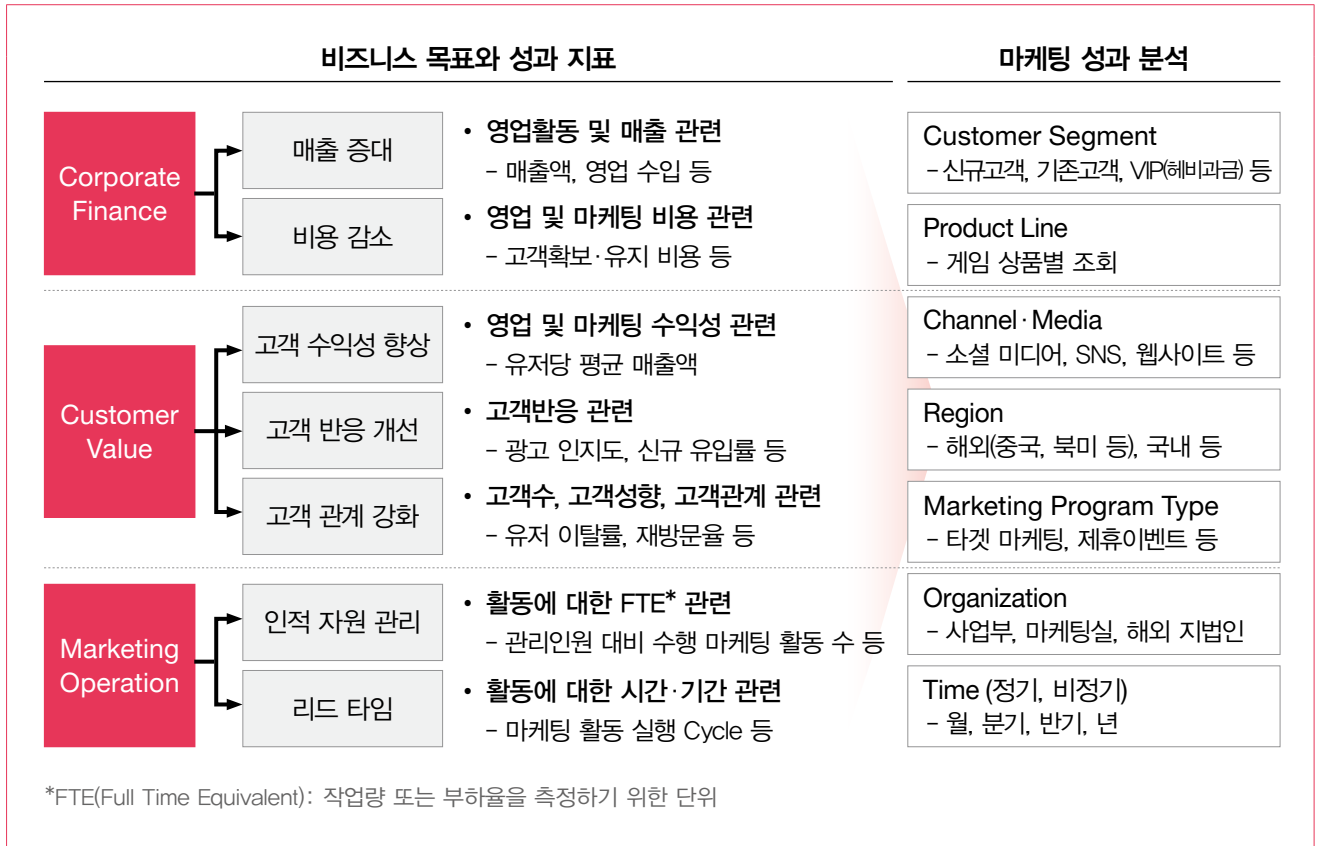 비즈니스 목표와 성과 지표
Corporate
Finance
매출 증대
• 영업활동 및 매출 관련
- 매출액, 영업 수입 등
비용 감소
• 영업 및 마케팅 비용 관련
- 고객확보·유지 비용 등
Customer
Value
고객 수익성 향상
• 영업 및 마케팅 수익성 관련
- 유저당 평균 매출액
고객 반응 개선
• 고객반응 관련
- 광고 인지도, 신규 유입률 등
고객 관계 강화
• 고객수, 고객성향, 고객관계 관련
- 유저 이탈률, 재방문율 등
Marketing
Operation
인적 자원 관리
• 활동에 대한 FTE* 관련
- 관리인원 대비 수행 마케팅 활동 수 등
리드 타임
• 활동에 대한 시간·기간 관련
- 마케팅 활동 실행 Cycle 등
마케팅 성과 분석
Customer Segment
- 신규고객, 기존고객, VIP(헤비과금) 등
Product Line
- 게임 상품별 조회
Channel·Media
- 소셜 미디어, SNS, 웹사이트 등
Region
- 해외(중국, 북미 등), 국내 등
Marketing Program Type
- 타겟 마케팅, 제휴이벤트 등
Organization
- 사업부, 마케팅실, 해외 지법인
Time (정기, 비정기)
- 월, 분기, 반기, 년
*FTE(Full Time Equivalent): 작업량 또는 부하율을 측정하기 위한 단위